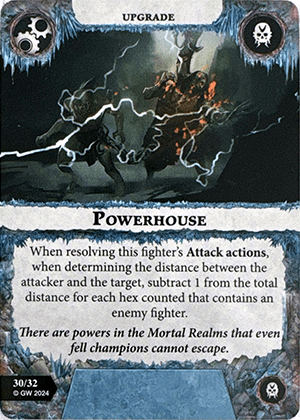 UPGRADE
POWERHOUSE
When resolving this fighter's Attack actions,
when determining the distance between the
attacker and the target, subtract 1 from the total
distance for each hex counted that contains an
enemy fighter.
There are powers in the Mortal Realms that even
fell champions cannot escape.
30/32
© GW 2024